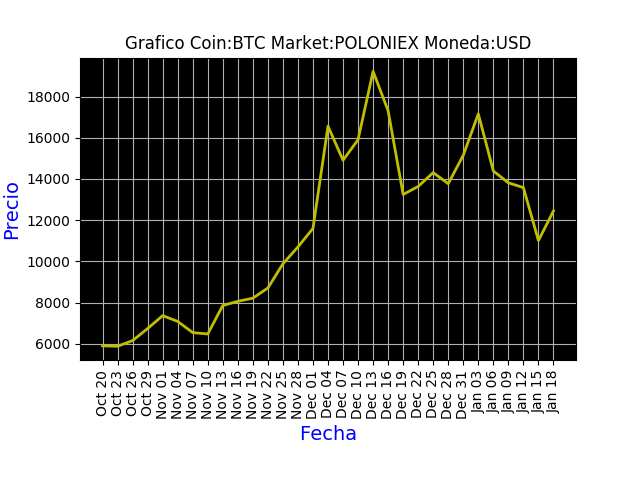 Grafico Coin:BTC Market:POLONIEX Moneda:USD
Precio
18000
16000
14000
12000
10000
8000
6000
Oct 20
Oct 23
Oct 26
Oct 29
Nov 01
Nov 04
Nov 07
Nov 10
Nov 13
Nov 16
Nov 19
Nov 22
Nov 25
Nov 28
Dec 01
Dec 04
Dec 07
Dec 10
Dec 13
Dec 16
Dec 19
Dec 22
Dec 25
Dec 28
Dec 31
Jan 03
Jan 06
Jan 09
Jan 12
Jan 15
Jan 18
Fecha